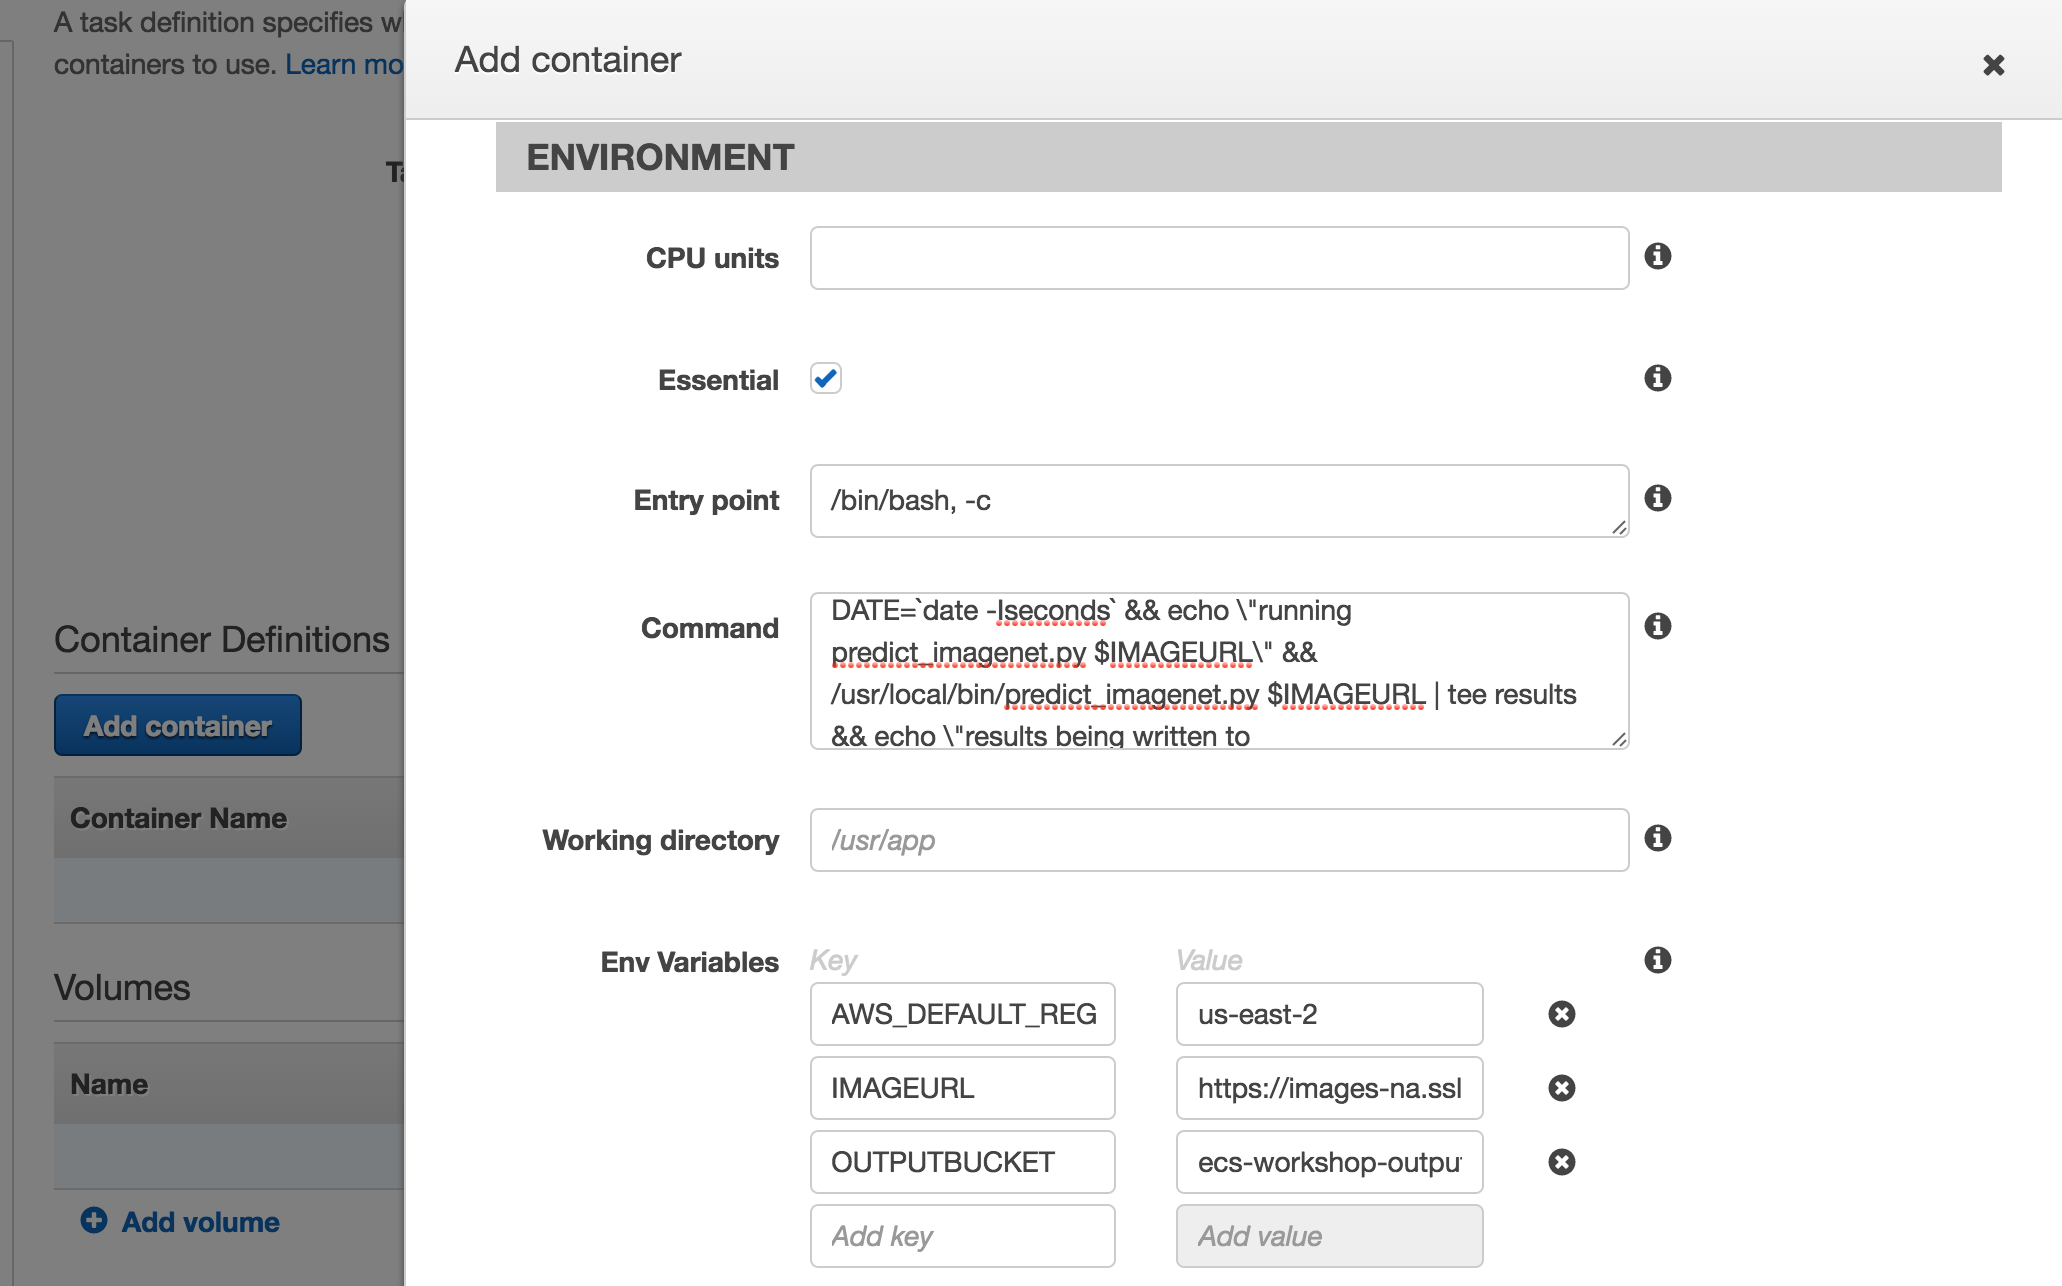 A task definition specifies w
containers to use. Learn mo
Ta
Container Definitions
Add container
Container Name
Volumes
Name
Add volume
Add container
ENVIRONMENT
CPU units
Essential
Entry point
/bin/bash, -c
Command
DATE=`date -Iseconds` && echo \"running
predict_imagenet.py $IMAGEURL\" &&
/usr/local/bin/predict_imagenet.py $IMAGEURL | tee results
&& echo \"results being written to
Working directory
/usr/app
Env Variables
Key Value
AWS_DEFAULT_REG us-east-2
IMAGEURL https://images-na.ssl
OUTPUTBUCKET ecs-workshop-outpu
Add key Add value